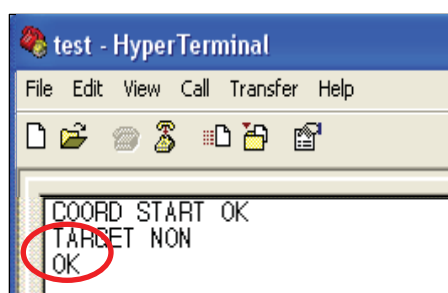 test - HyperTerminal
File Edit View Call Transfer Help
COORD START OK
TARGET NON
OK